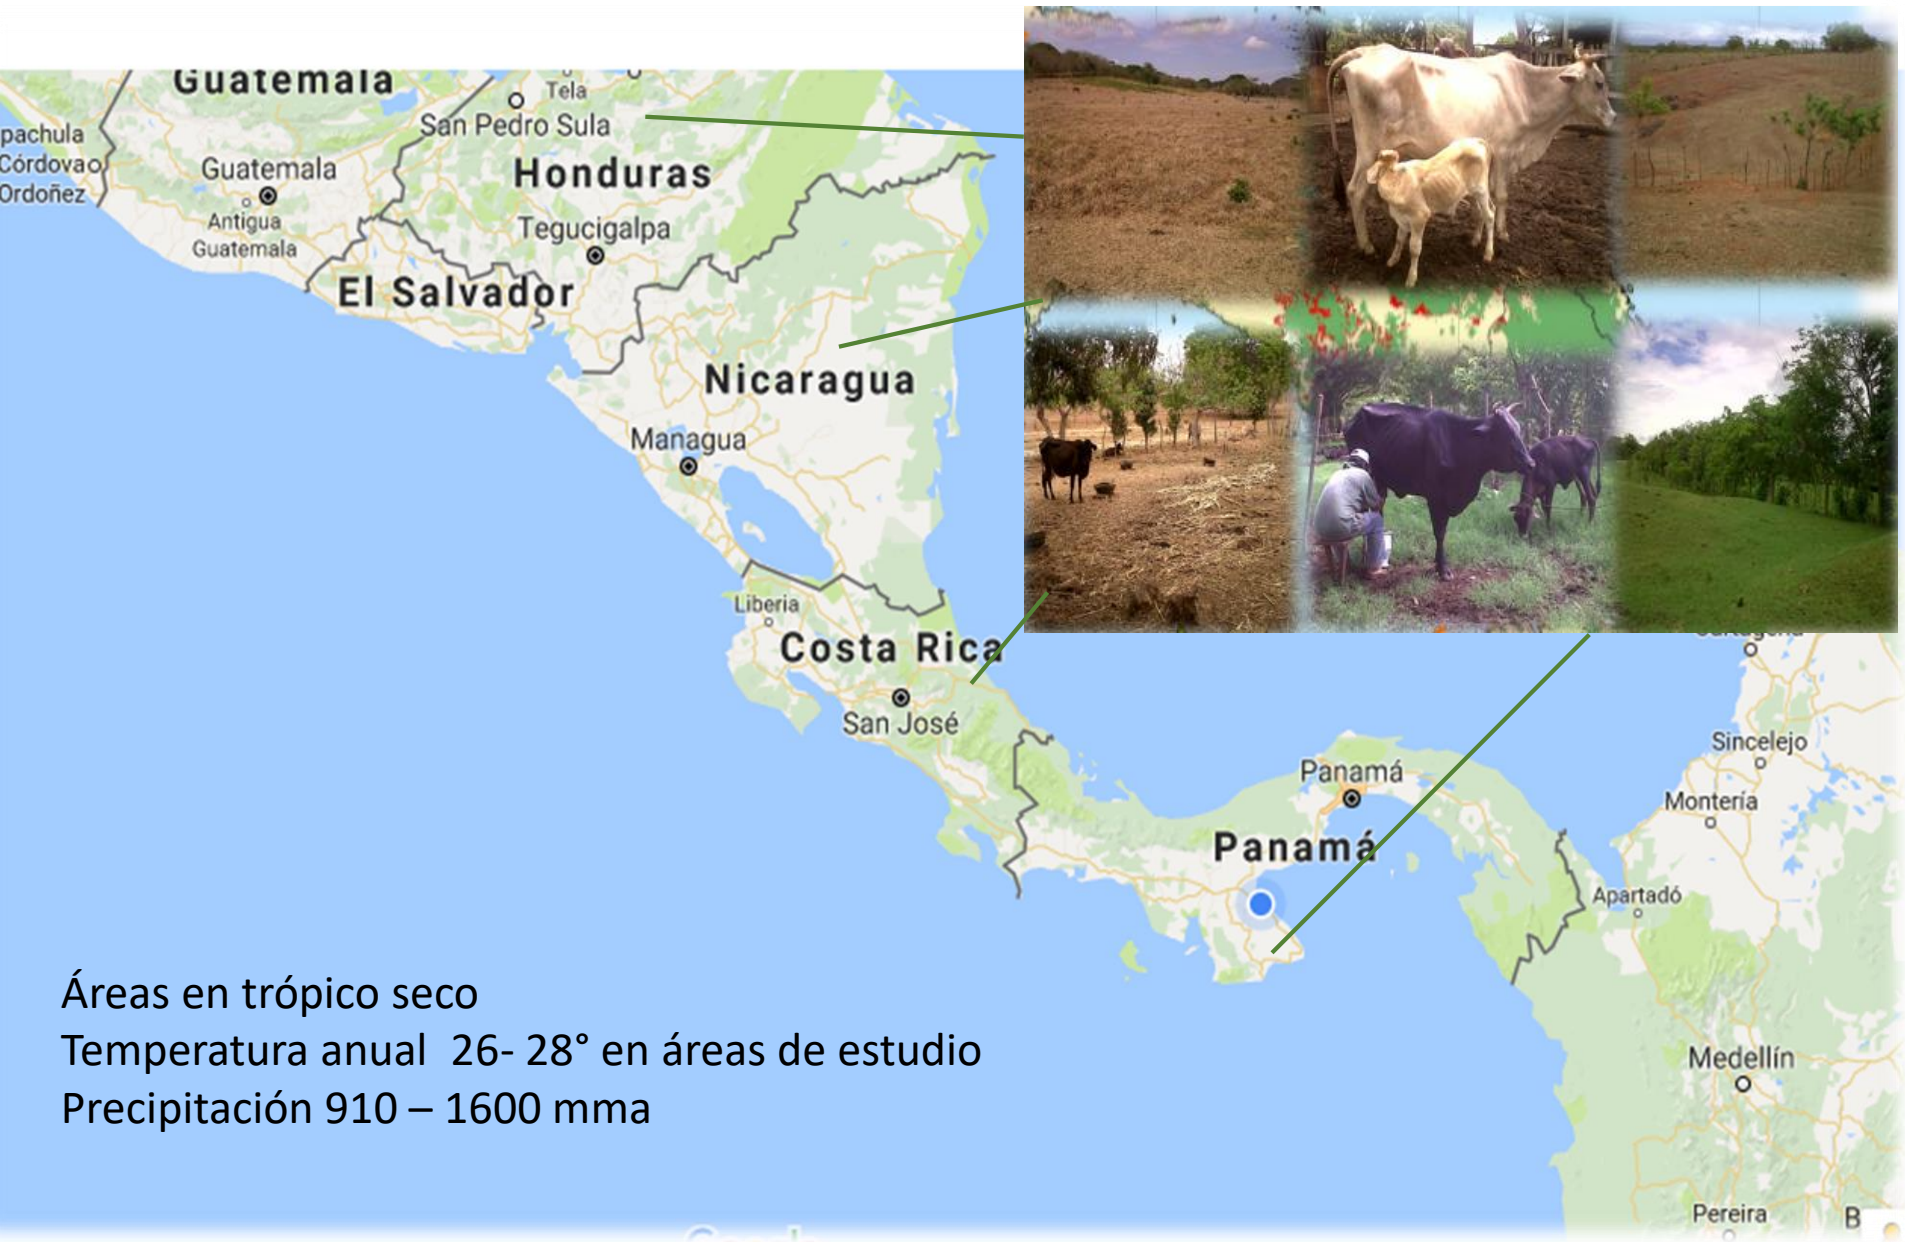 Guatemala
Tela
San Pedro Sula
pachula
Córdovao
Ordoñez
Guatemala
Honduras
Antigua
Guatemala
Tegucigalpa
El Salvador
Nicaragua
Managua
Liberia
Costa Rica
San José
Sincelejo
Panamá
Montería
Panamá
Apartadó
Áreas en trópico seco
Temperatura anual  26- 28° en áreas de estudio
Precipitación 910 – 1600 mma
Medellín
Pereira
B